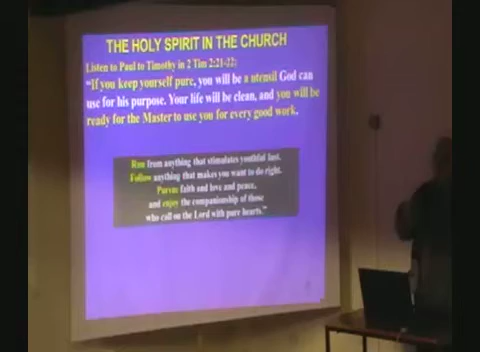 THE HOLY SPIRIT IN THE CHURCH
Listen to Paul to Timothy in 2 Tim 2:21-22:
"If you keep yourself pure, you will be a utensil God can
use for his purpose. Your life will be clean, and you will be
ready for the Master to use you for every good work.
Run from anything that stimulates youthful lust.
Follow anything that makes you want to do right.
Pursue faith and love and peace,
and enjoy the companionship of those
who call on the Lord with pure hearts."